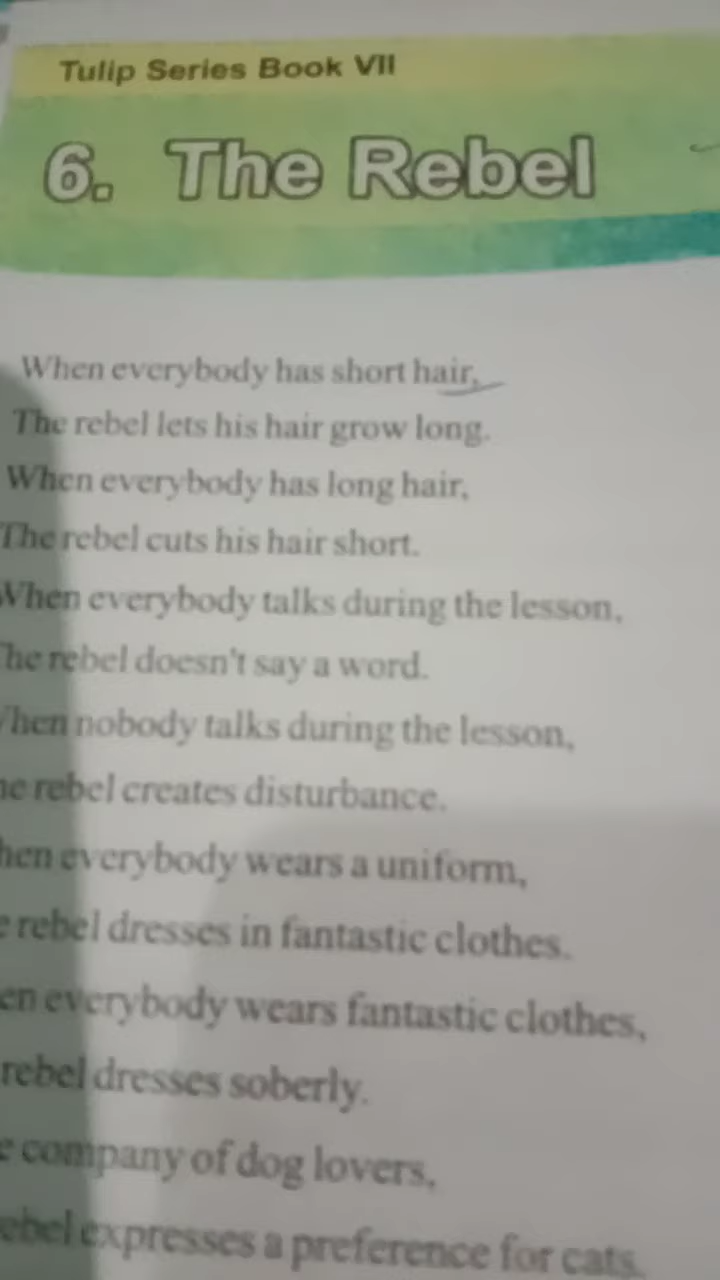 Tulip Series Book VII
6. The Rebel
When everybody has short hair,
The rebel lets his hair grow long.
When everybody has long hair,
The rebel cuts his hair short.
When everybody talks during the lesson,
The rebel doesn't say a word.
When nobody talks during the lesson,
he rebel creates disturbance.
hen everybody wears a uniform,
e rebel dresses in fantastic clothes.
en everybody wears fantastic clothes,
rebel dresses soberly.
e company of dog lovers,
ebel expresses a preference for cats.